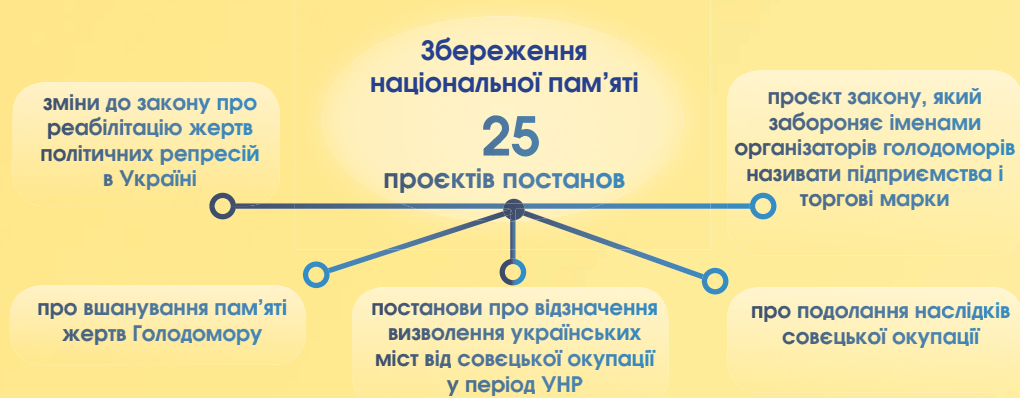 Збереження
національної пам’яті
25
проєктів постанов
зміни до закону про
реабілітацію жертв
політичних репресій
в Україні
проєкт закону, який
забороняє іменами
організаторів голодоморів
називати підприємства і
торгові марки
про вшанування пам’яті
жертв Голодомору
постанови про відзначення
визволення українських
міст від совєцької окупації
у період УНР
про подолання наслідків
совєцької окупації